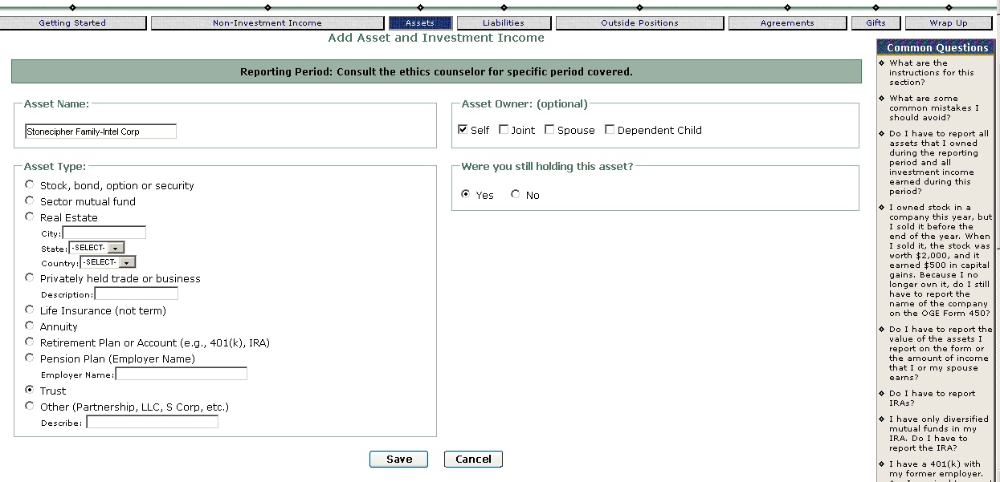 Getting Started
Non-Investment Income
Assets
Liabilities
Outside Positions
Agreements
Gifts
Wrap Up
Add Asset and Investment Income
Reporting Period: Consult the ethics counselor for specific period covered.
Asset Name:
Stonecipher Family-Intel Corp
Asset Owner: (optional)
Self
Joint
Spouse
Dependent Child
Asset Type:
Stock, bond, option or security
Sector mutual fund
Real Estate
City:
State: -SELECT-
Country: -SELECT-
Privately held trade or business
Description:
Life Insurance (not term)
Annuity
Retirement Plan or Account (e.g., 401(k), IRA)
Pension Plan (Employer Name)
Employer Name:
Trust
Other (Partnership, LLC, S Corp, etc.)
Describe:
Were you still holding this asset?
Yes
No
Save
Cancel
Common Questions
What are the
instructions for this
section?
What are some
common mistakes I
should avoid?
Do I have to report all
assets that I owned
during the reporting
period and all
investment income
earned during this
period?
I owned stock in a
company this year, but
I sold it before the
end of the year. When
I sold it, the stock was
worth $2,000, and it
earned $500 in capital
gains. Because I no
longer own it, do I still
have to report the
name of the company
on the OGE Form 450?
Do I have to report the
value of the assets I
report on the form or
the amount of income
that I or my spouse
earns?
Do I have to report
IRAs?
I have only diversified
mutual funds in my
IRA. Do I have to
report the IRA?
I have a 401(k) with
my former employer.